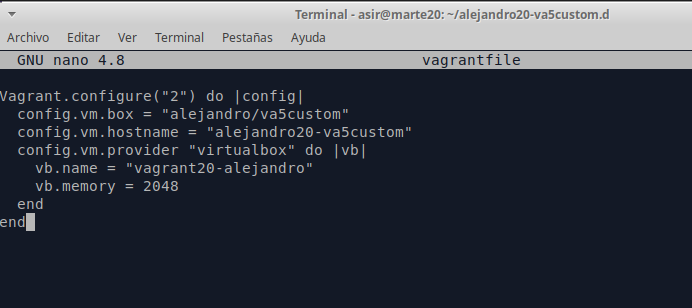 Terminal - asir@marte20: ~/alejandro20-va5custom.d
Archivo Editar Ver Terminal Pestañas Ayuda
GNU nano 4.8 vagrantfile
Vagrant.configure("2") do |config|
  config.vm.box = "alejandro/va5custom"
  config.vm.hostname = "alejandro20-va5custom"
  config.vm.provider "virtualbox" do |vb|
    vb.name = "vagrant20-alejandro"
    vb.memory = 2048
  end
end